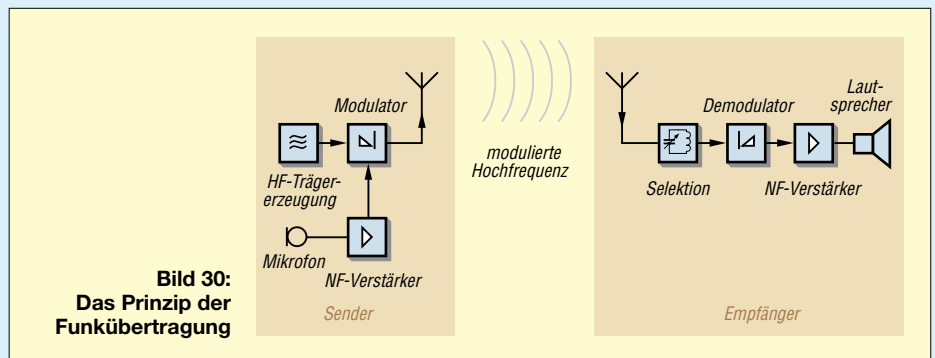 Bild 30:
Das Prinzip der
Funkübertragung
Modulator
HF-Träger-
erzeugung
Mikrofon
NF-Verstärker
Sender
modulierte
Hochfrequenz
Laut-
sprecher
Demodulator
Selektion
NF-Verstärker
Empfänger